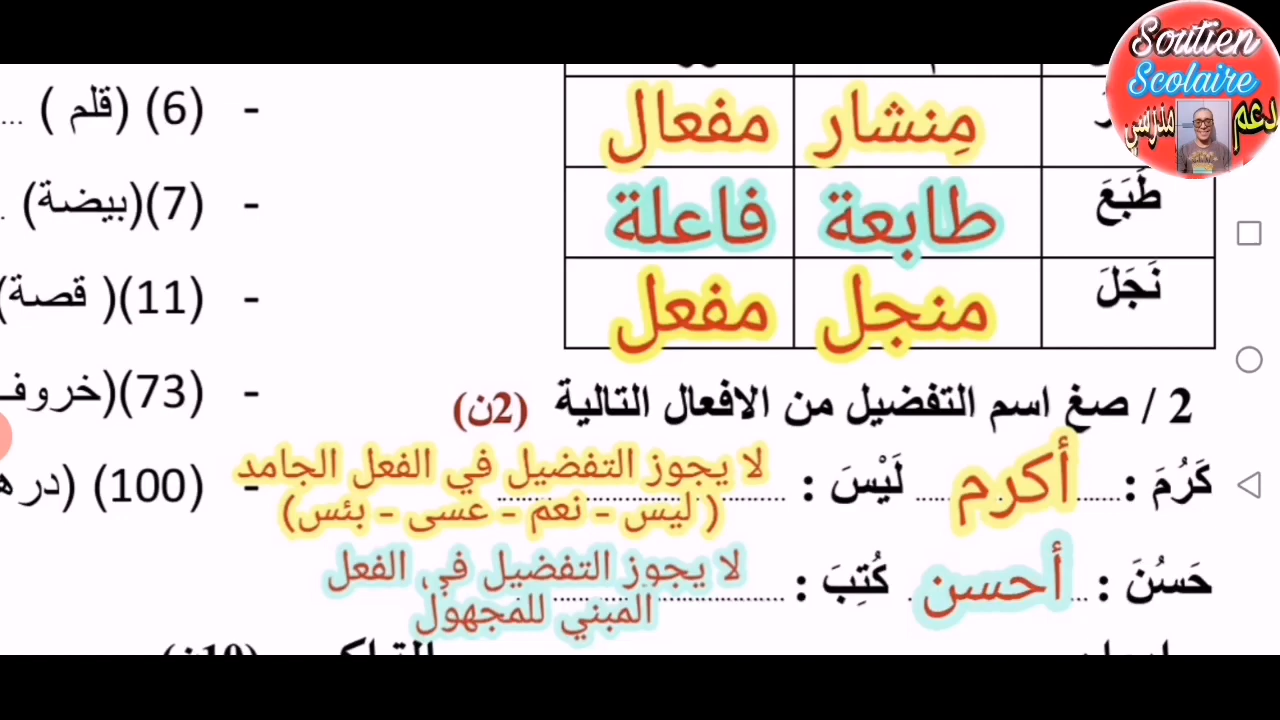 Soutien
Scolaire
دعم
مدرسي
مِنشار مفعال
طَبَعَ طابعة فاعلة
نَجَلَ منجل مفعل
2 / صغ اسم التفضيل من الافعال التالية (2ن)
كَرُمَ : أكرم لَيْسَ : لا يجوز التفضيل في الفعل الجامد
( ليس - نعم - عسى - بئس)
حَسُنَ : أحسن كُتِبَ : لا يجوز التفضيل في الفعل
المبني للمجهول
- (6) (قلم ) ...
- (7)(بيضة) .
- (11)( قصة)
- (73)(خروف
- (100) (دره